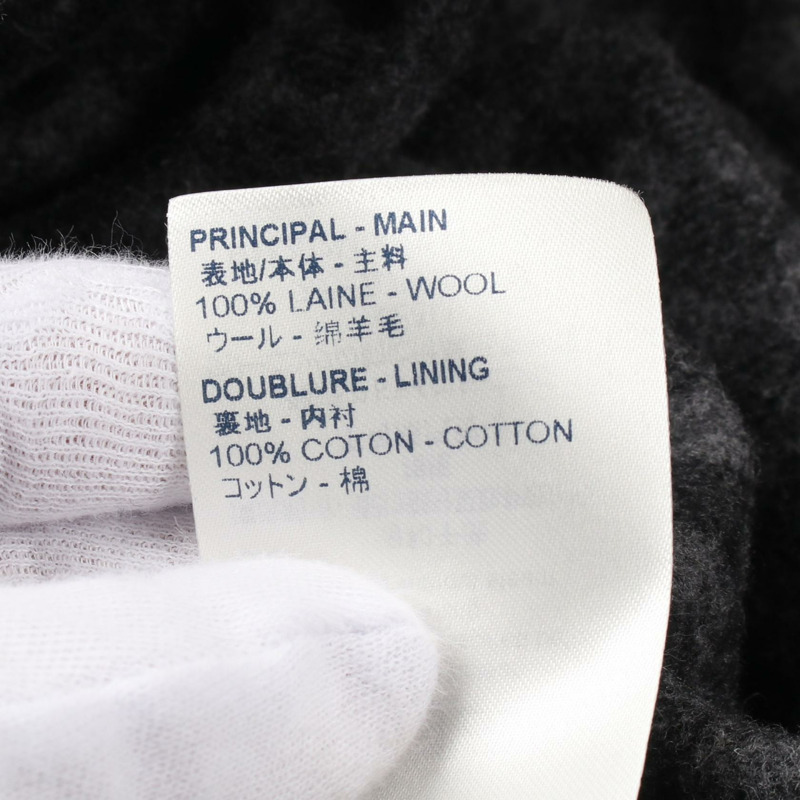 PRINCIPAL - MAIN
表地/本体 - 主料
100% LAINE - WOOL
ウール - 绵羊毛
DOUBLURE - LINING
裏地 - 内衬
100% COTON - COTTON
コットン - 棉